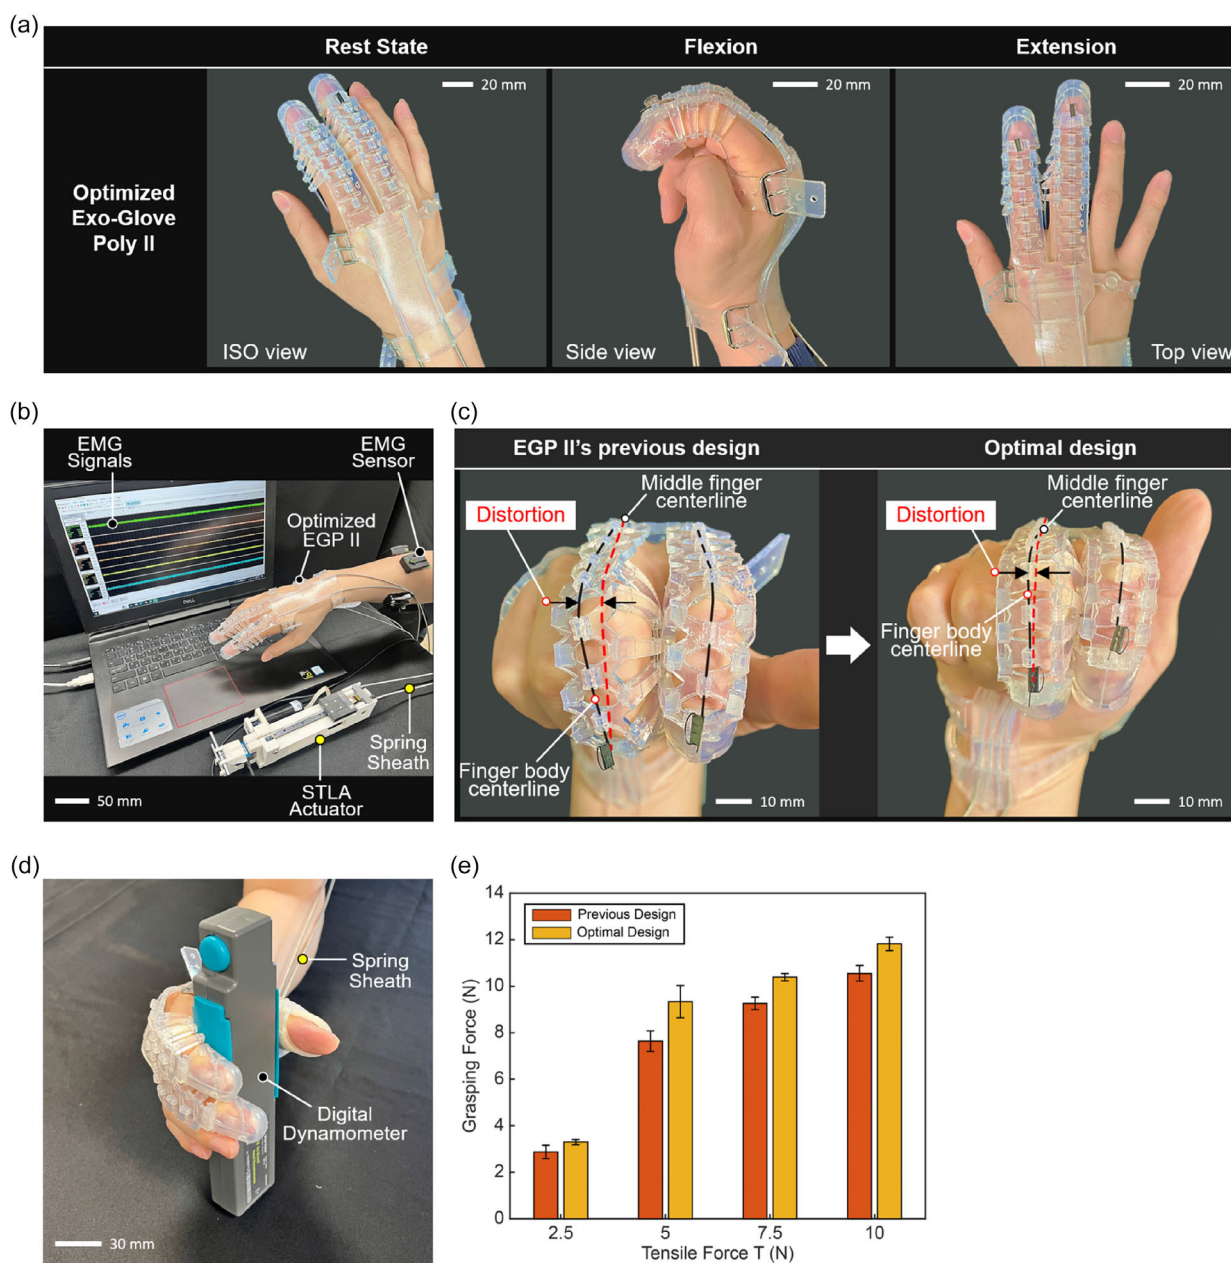 (a)
Rest State
Flexion
Extension
20 mm
20 mm
20 mm
Optimized
Exo-Glove
Poly II
ISO view
Side view
Top view
(b)
EMG
Signals
EMG
Sensor
Optimized
EGP II
DELL
Spring
Sheath
STLA
Actuator
50 mm
(c)
EGP II's previous design
Optimal design
Middle finger
centerline
Distortion
Finger body
centerline
10 mm
Middle finger
centerline
Distortion
Finger body
centerline
10 mm
(d)
Spring
Sheath
Digital
Dynamometer
30 mm
(e)
Previous Design
Optimal Design
Grasping Force (N)
14
12
10
8
6
4
2
0
2.5
5
7.5
10
Tensile Force T (N)